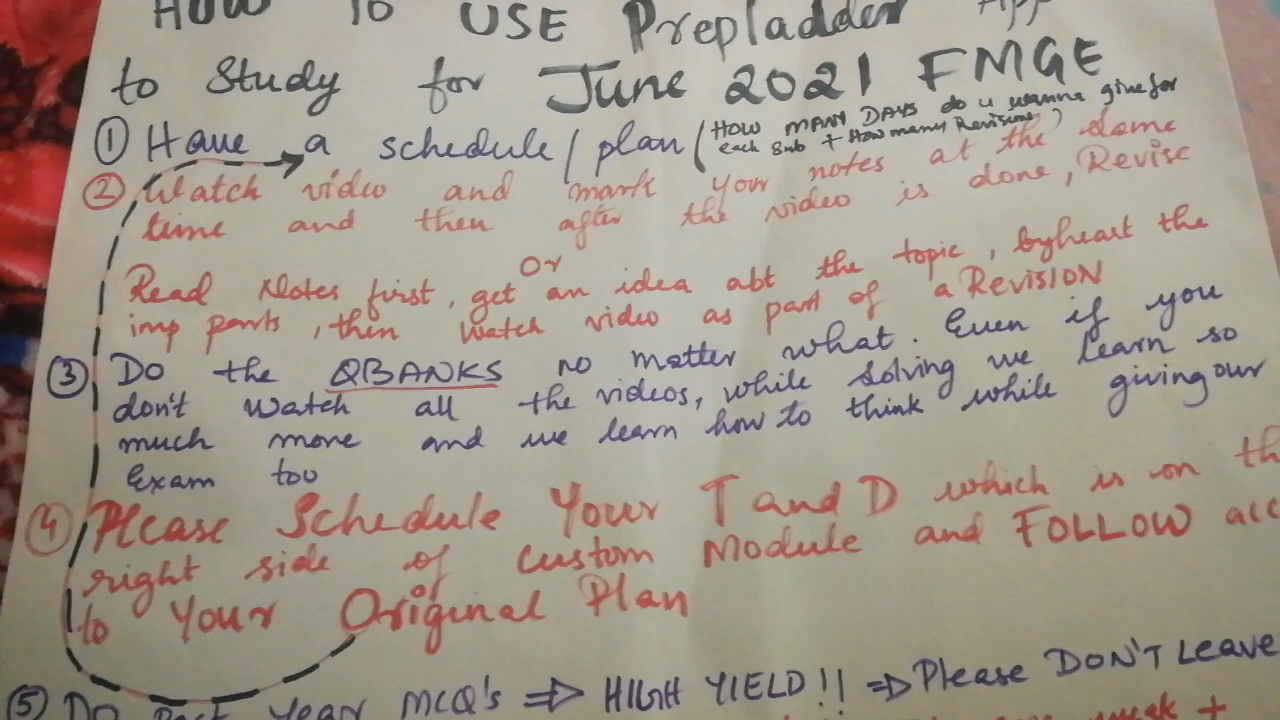 HOW TO USE Prepladder App
to Study for June 2021 FMGE
① Have a schedule / plan (HOW MANY DAYS do u wanna give for
each sub + How many Revisions)
② Watch video and mark your notes at the same
time and then after the video is done, Revise
Or
Read Notes first, get an idea abt the topic, byheart the
imp parts, then watch video as part of a REVISION
③ Do the QBANKS no matter what. Even if you
don't watch all the videos, while solving we learn so
much more and we learn how to think while giving our
Exam too
④ Please Schedule Your T and D which is on th
right side of Custom Module and FOLLOW acc
to Your Original Plan
⑤ Do Past Year MCQ's ⇒ HIGH YIELD!! ⇒ Please DON'T Leave
weak +